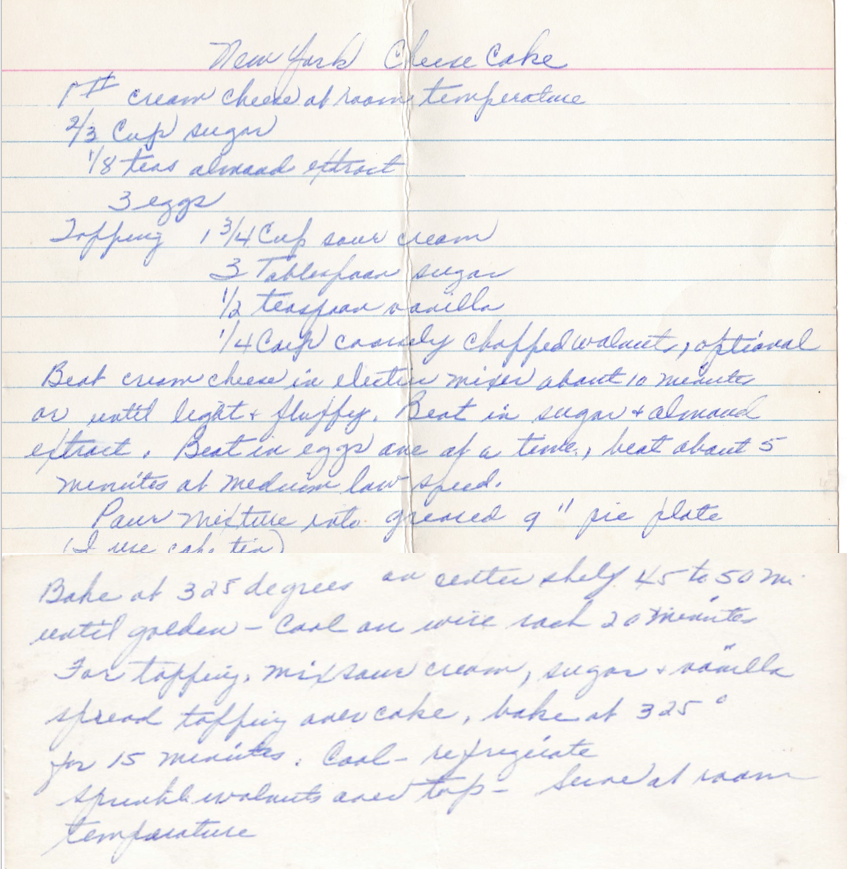 New York Cheese Cake
1# cream cheese at room temperature
2/3 Cup sugar
1/8 teas almond extract
3 eggs
Topping 1 3/4 Cup sour cream
3 Tablespoon sugar
1/2 teaspoon vanilla
1/4 Cup coarsely chopped walnuts, optional
Beat cream cheese in electric mixer about 10 minutes
or until light + fluffy. Beat in sugar + almond
extract. Beat in eggs one at a time, beat about 5
minutes at medium low speed.
Pour mixture into greased 9" pie plate
(I use cake tin)
Bake at 325 degrees on center shelf 45 to 50 mi.
until golden - Cool on wire rack 20 minutes
For topping, mix sour cream, sugar + vanilla
spread topping over cake, bake at 325°
for 15 minutes. Cool - refrigerate
sprinkle walnuts over top - Serve at room
temperature